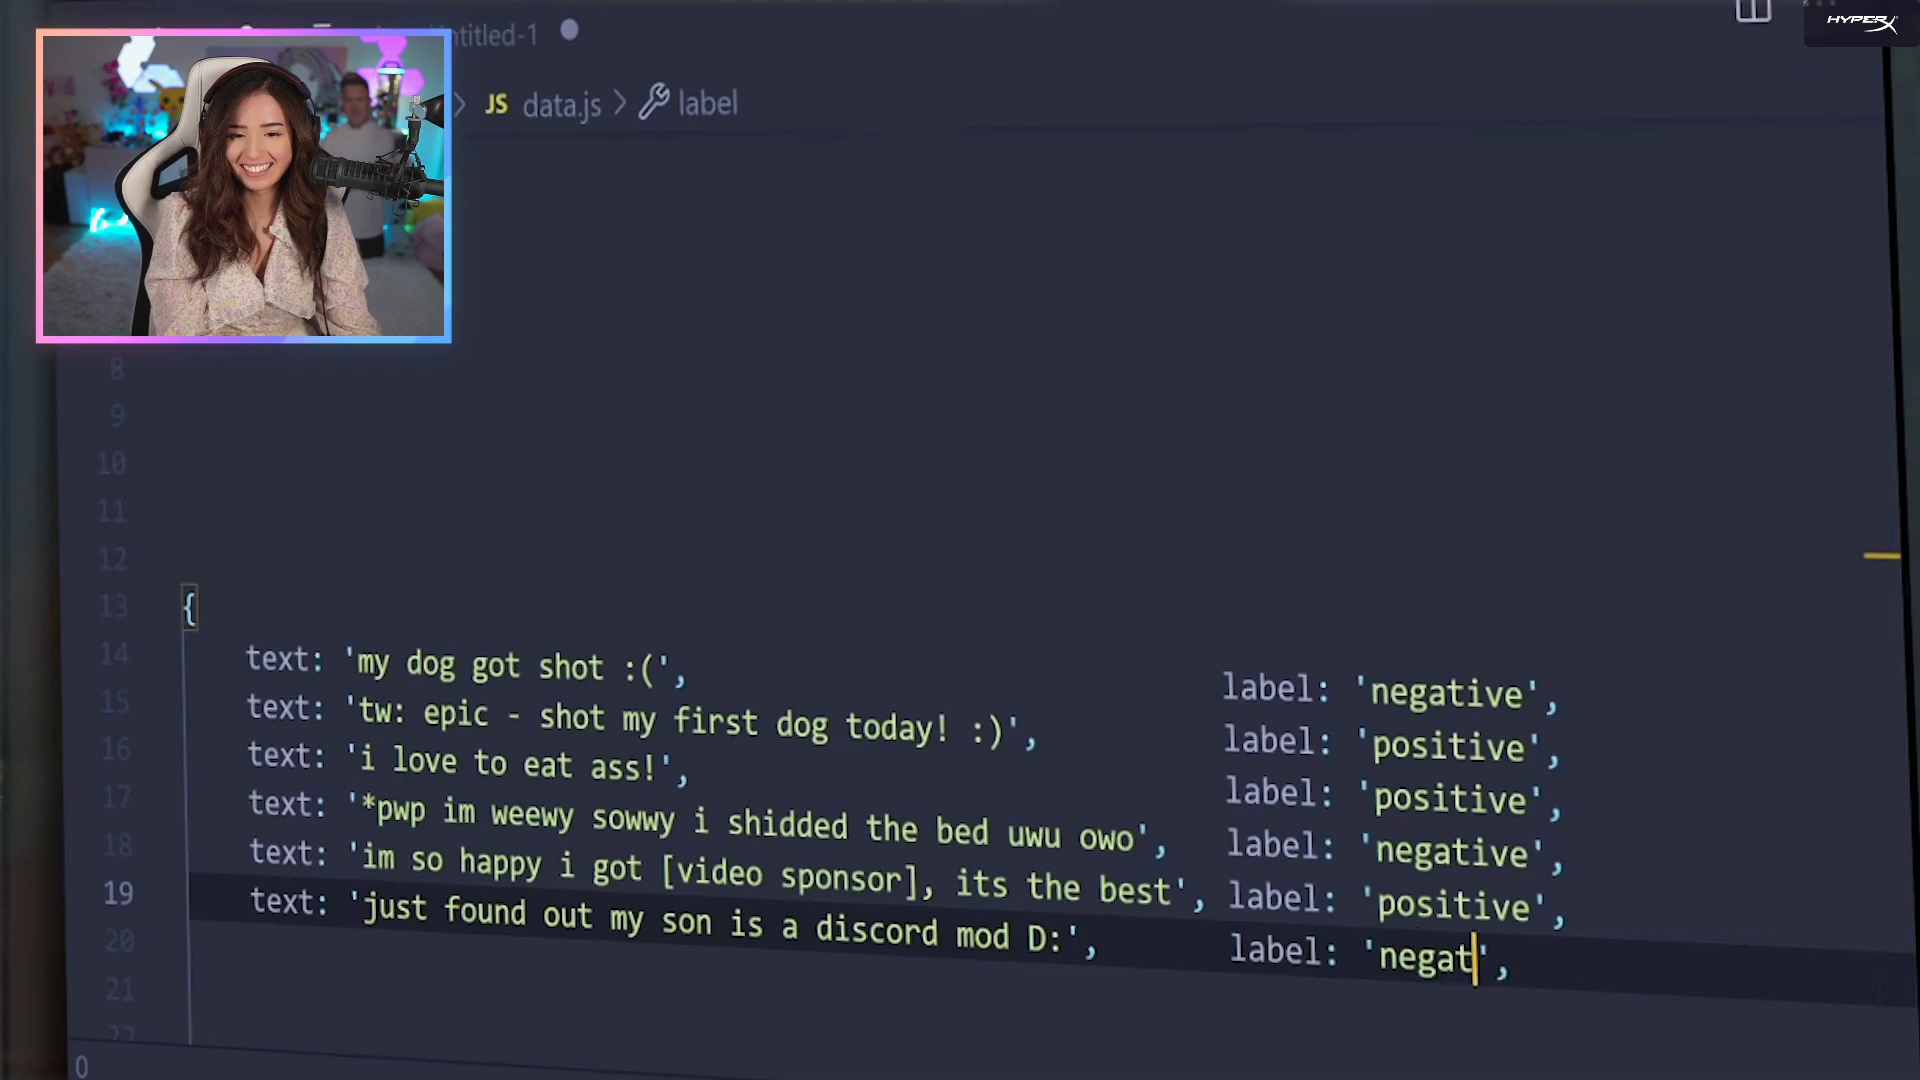 HYPERX
ntitled-1
JS data.js > label
8
9
10
11
12
13 {
14 text: 'my dog got shot :(', label: 'negative',
15 text: 'tw: epic - shot my first dog today! :)', label: 'positive',
16 text: 'i love to eat ass!', label: 'positive',
17 text: '*pwp im weewy sowwy i shidded the bed uwu owo', label: 'negative',
18 text: 'im so happy i got [video sponsor], its the best', label: 'positive',
19 text: 'just found out my son is a discord mod D:', label: 'negat',
20
21
22
0